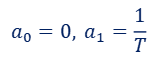 a₀ = 0, a₁ = 1/T